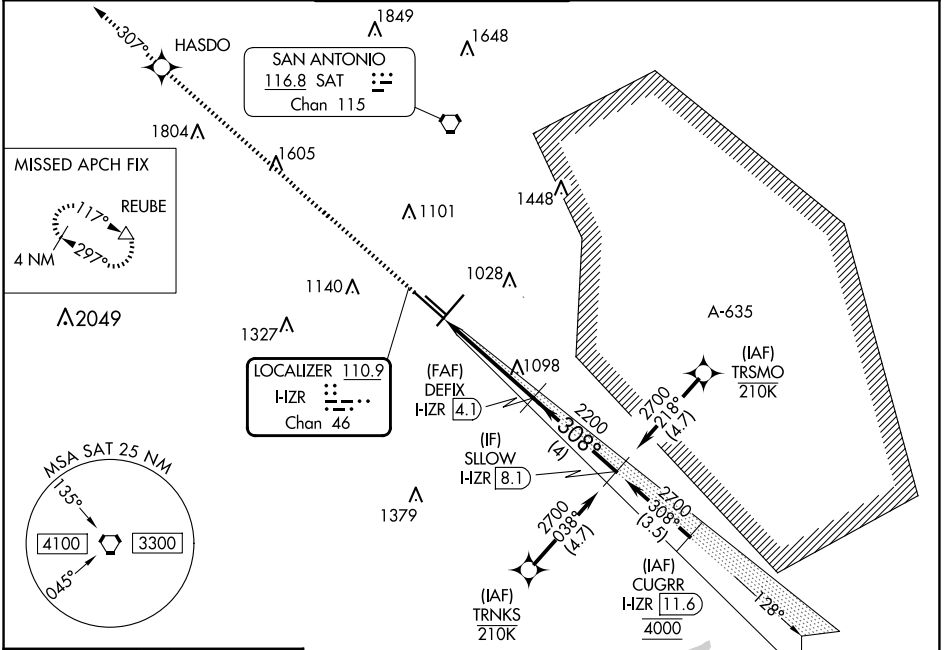 307°
HASDO
1849
1648
SAN ANTONIO
116.8 SAT
Chan 115
1804
1605
MISSED APCH FIX
117°
REUBE
297°
4 NM
1101
1448
1140
1028
2049
1327
A-635
LOCALIZER 110.9
I-IZR
Chan 46
1098
(FAF)
DEFIX
I-IZR 4.1
(IAF)
TRSMO
210K
2700
218°
(4.7)
2200
308°
(4)
(IF)
SLLOW
I-IZR 8.1
MSA SAT 25 NM
135°
4100
3300
045°
1379
2700
038°
(4.7)
2700
308°
(3.5)
(IAF)
TRNKS
210K
(IAF)
CUGRR
I-IZR 11.6
4000
128°